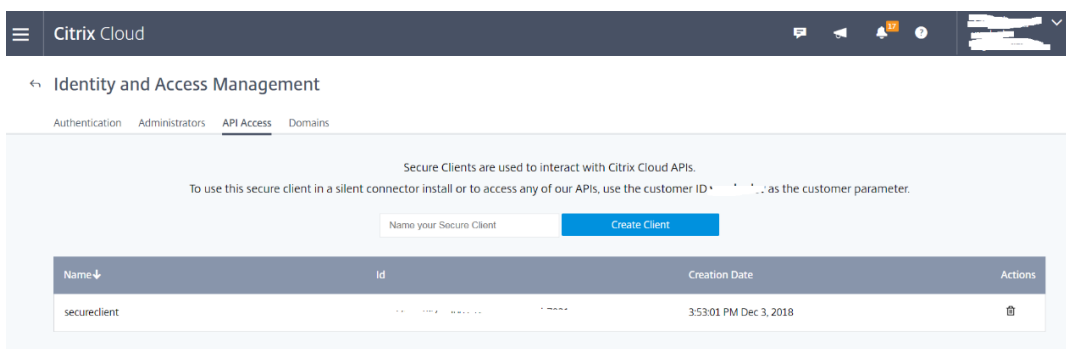 Citrix Cloud
17
?
Identity and Access Management
Authentication Administrators API Access Domains
Secure Clients are used to interact with Citrix Cloud APIs.
To use this secure client in a silent connector install or to access any of our APIs, use the customer ID as the customer parameter.
Name your Secure Client Create Client
Name Id Creation Date Actions
secureclient 3:53:01 PM Dec 3, 2018